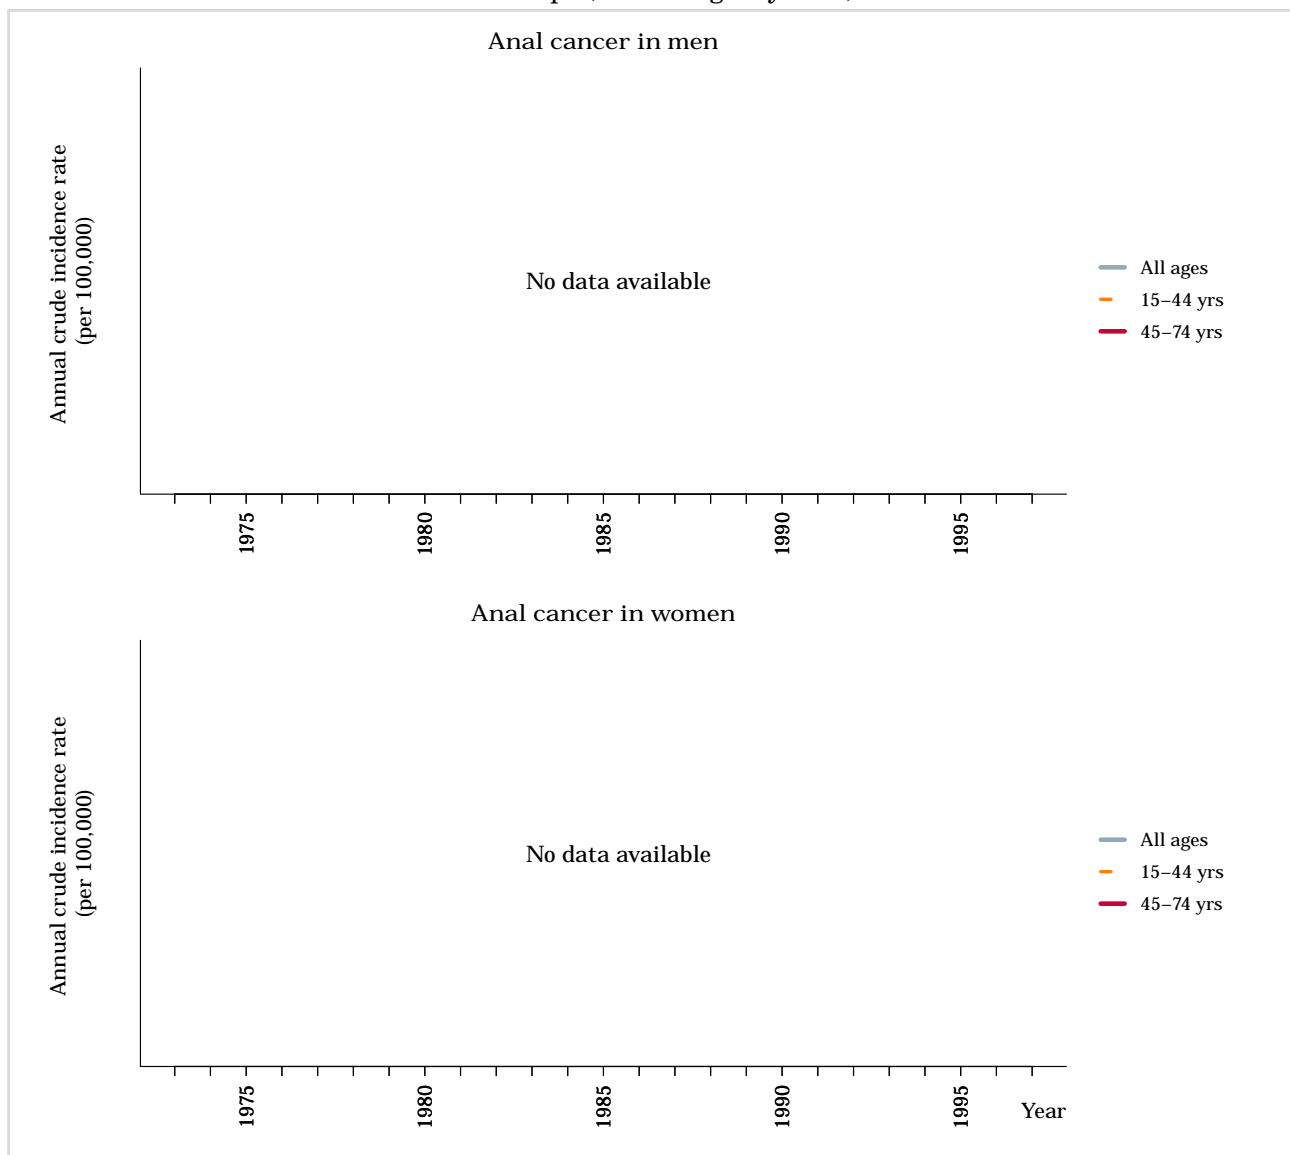 Anal cancer in men
Annual crude incidence rate
(per 100,000)
No data available
All ages
15–44 yrs
45–74 yrs
1975
1980
1985
1990
1995
Anal cancer in women
Annual crude incidence rate
(per 100,000)
No data available
All ages
15–44 yrs
45–74 yrs
1975
1980
1985
1990
1995
Year